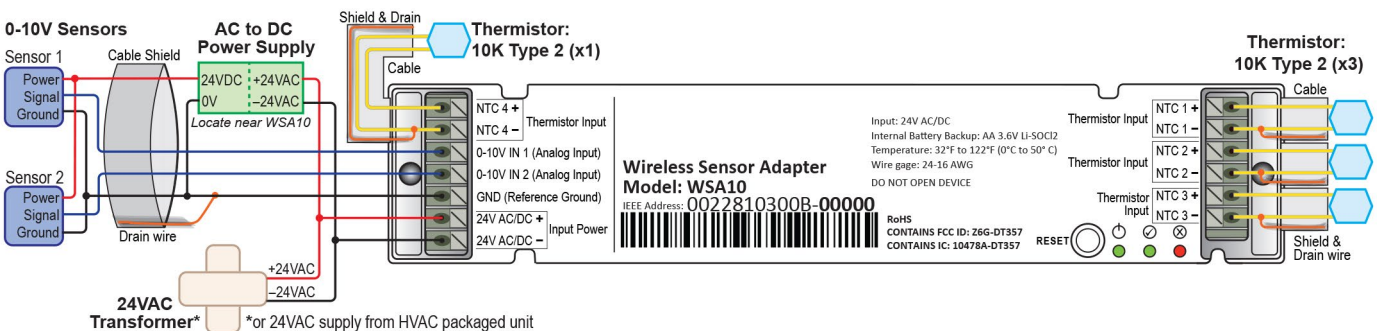 0-10V Sensors
Sensor 1
Power
Signal
Ground
Sensor 2
Power
Signal
Ground
Cable Shield
Drain wire
AC to DC
Power Supply
24VDC
+24VAC
0V
–24VAC
Locate near WSA10
+24VAC
–24VAC
24VAC
Transformer*
*or 24VAC supply from HVAC packaged unit
Shield & Drain
Cable
Thermistor:
10K Type 2 (x1)
NTC 4 +
NTC 4 –
Thermistor Input
0-10V IN 1 (Analog Input)
0-10V IN 2 (Analog Input)
GND (Reference Ground)
24V AC/DC +
24V AC/DC –
Input Power
Wireless Sensor Adapter
Model: WSA10
IEEE Address: 0022810300B-00000
Input: 24V AC/DC
Internal Battery Backup: AA 3.6V Li-SOCl2
Temperature: 32°F to 122°F (0°C to 50° C)
Wire gage: 24-16 AWG
DO NOT OPEN DEVICE
RoHS
CONTAINS FCC ID: Z6G-DT357
CONTAINS IC: 10478A-DT357
RESET
Thermistor Input
NTC 1 +
NTC 1 –
Thermistor Input
NTC 2 +
NTC 2 –
Thermistor
Input
NTC 3 +
NTC 3 –
Thermistor:
10K Type 2 (x3)
Cable
Shield &
Drain wire